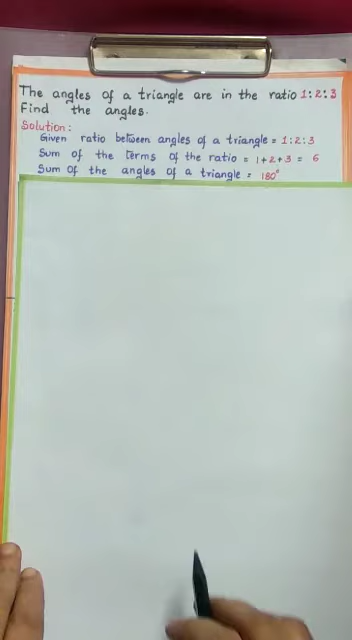 The angles of a triangle are in the ratio 1:2:3
Find the angles.
Solution:
Given ratio between angles of a triangle = 1:2:3
Sum of the terms of the ratio = 1+2+3 = 6
Sum of the angles of a triangle = 180°